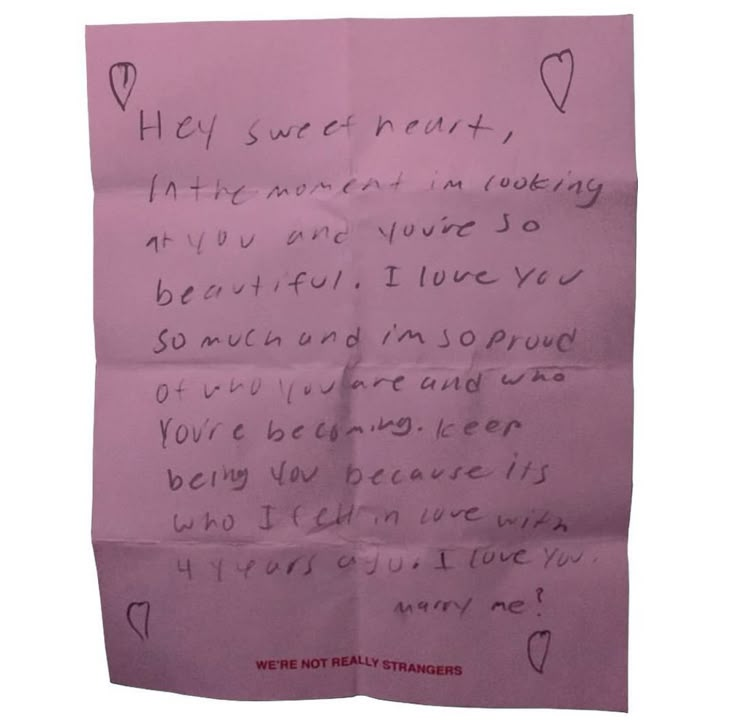 Hey sweet heart,
In the moment im looking
at you and you're so
beautiful. I love you
so much and im so proud
of who you are and who
you're becoming. keep
being you because its
who I fell in love with
4 years ago. I love you.
marry me?
WE'RE NOT REALLY STRANGERS